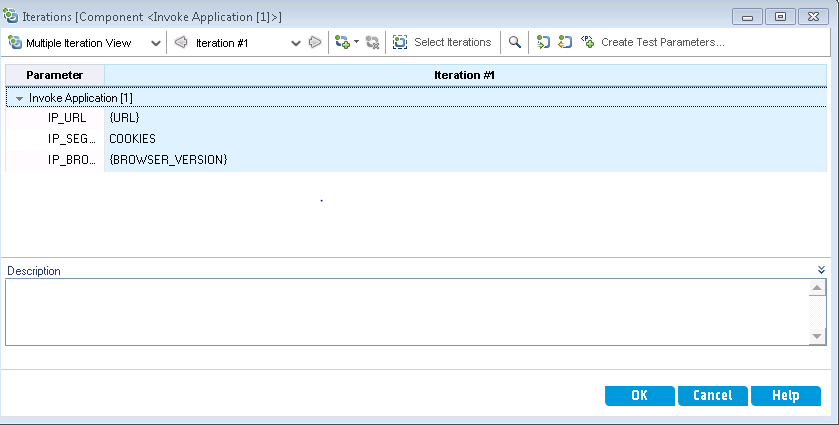 Iterations [Component <Invoke Application [1]>]
Multiple Iteration View Iteration #1 Select Iterations Create Test Parameters...
Parameter Iteration #1
Invoke Application [1]
IP_URL {URL}
IP_SEG... COOKIES
IP_BRO... {BROWSER_VERSION}
Description
OK Cancel Help